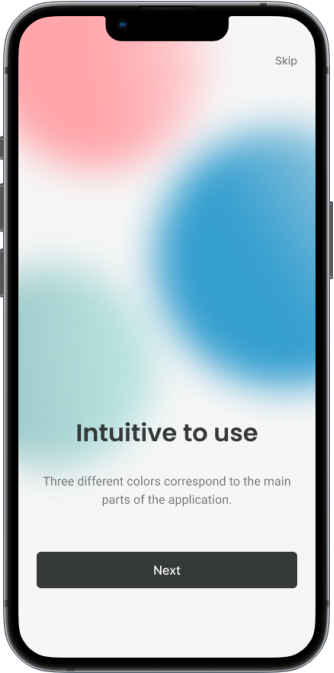 Skip
Intuitive to use
Three different colors correspond to the main
parts of the application.
Next